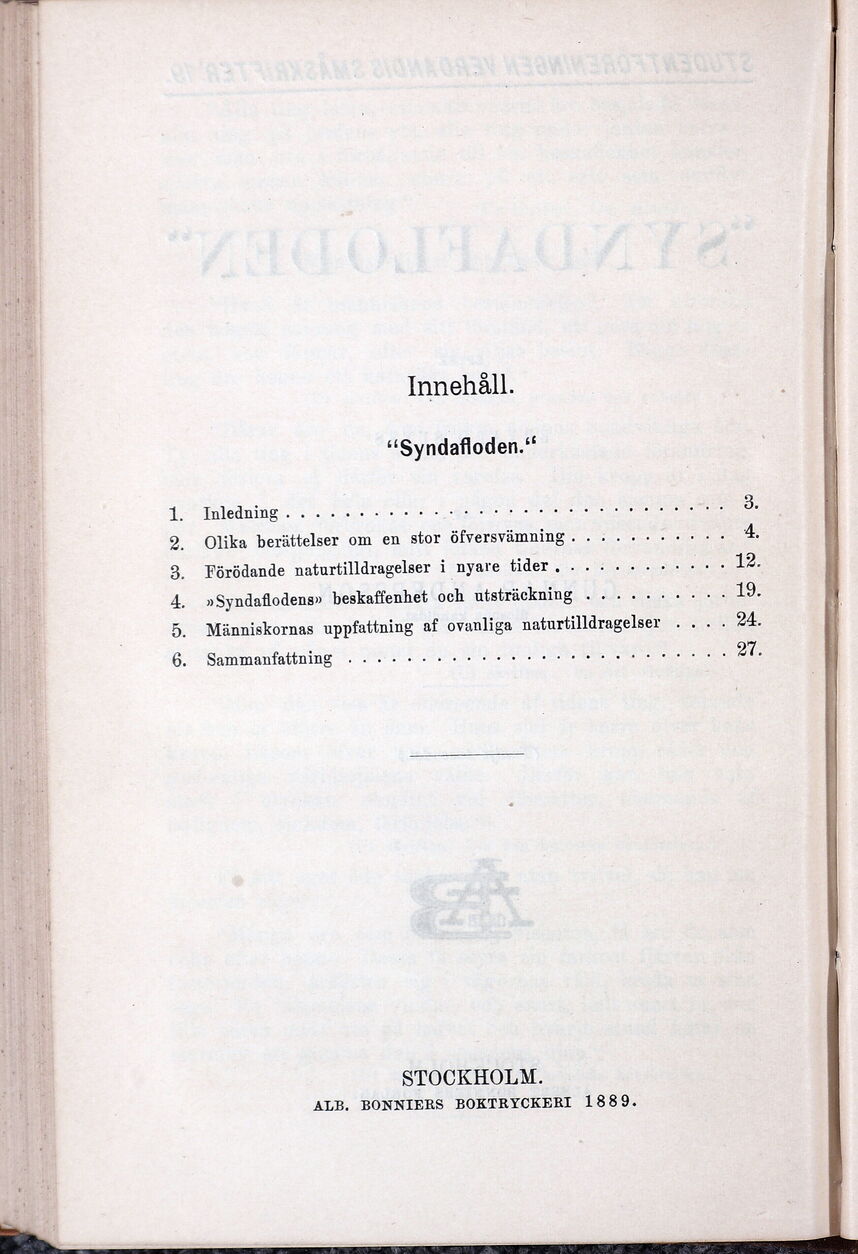 Innehåll.
“Syndafloden.“
1. Inledning . . . . . . . . . . . . . . . . . . . . . . . . . . . . . . 3.
2. Olika berättelser om en stor öfversvämning . . . . . . . . . . . 4.
3. Förödande naturtilldragelser i nyare tider . . . . . . . . . . . . 12.
4. »Syndaflodens» beskaffenhet och utsträckning . . . . . . . . . . 19.
5. Människornas uppfattning af ovanliga naturtilldragelser . . . . 24.
6. Sammanfattning . . . . . . . . . . . . . . . . . . . . . . . . . . 27.
STOCKHOLM.
ALB. BONNIERS BOKTRYCKERI 1889.